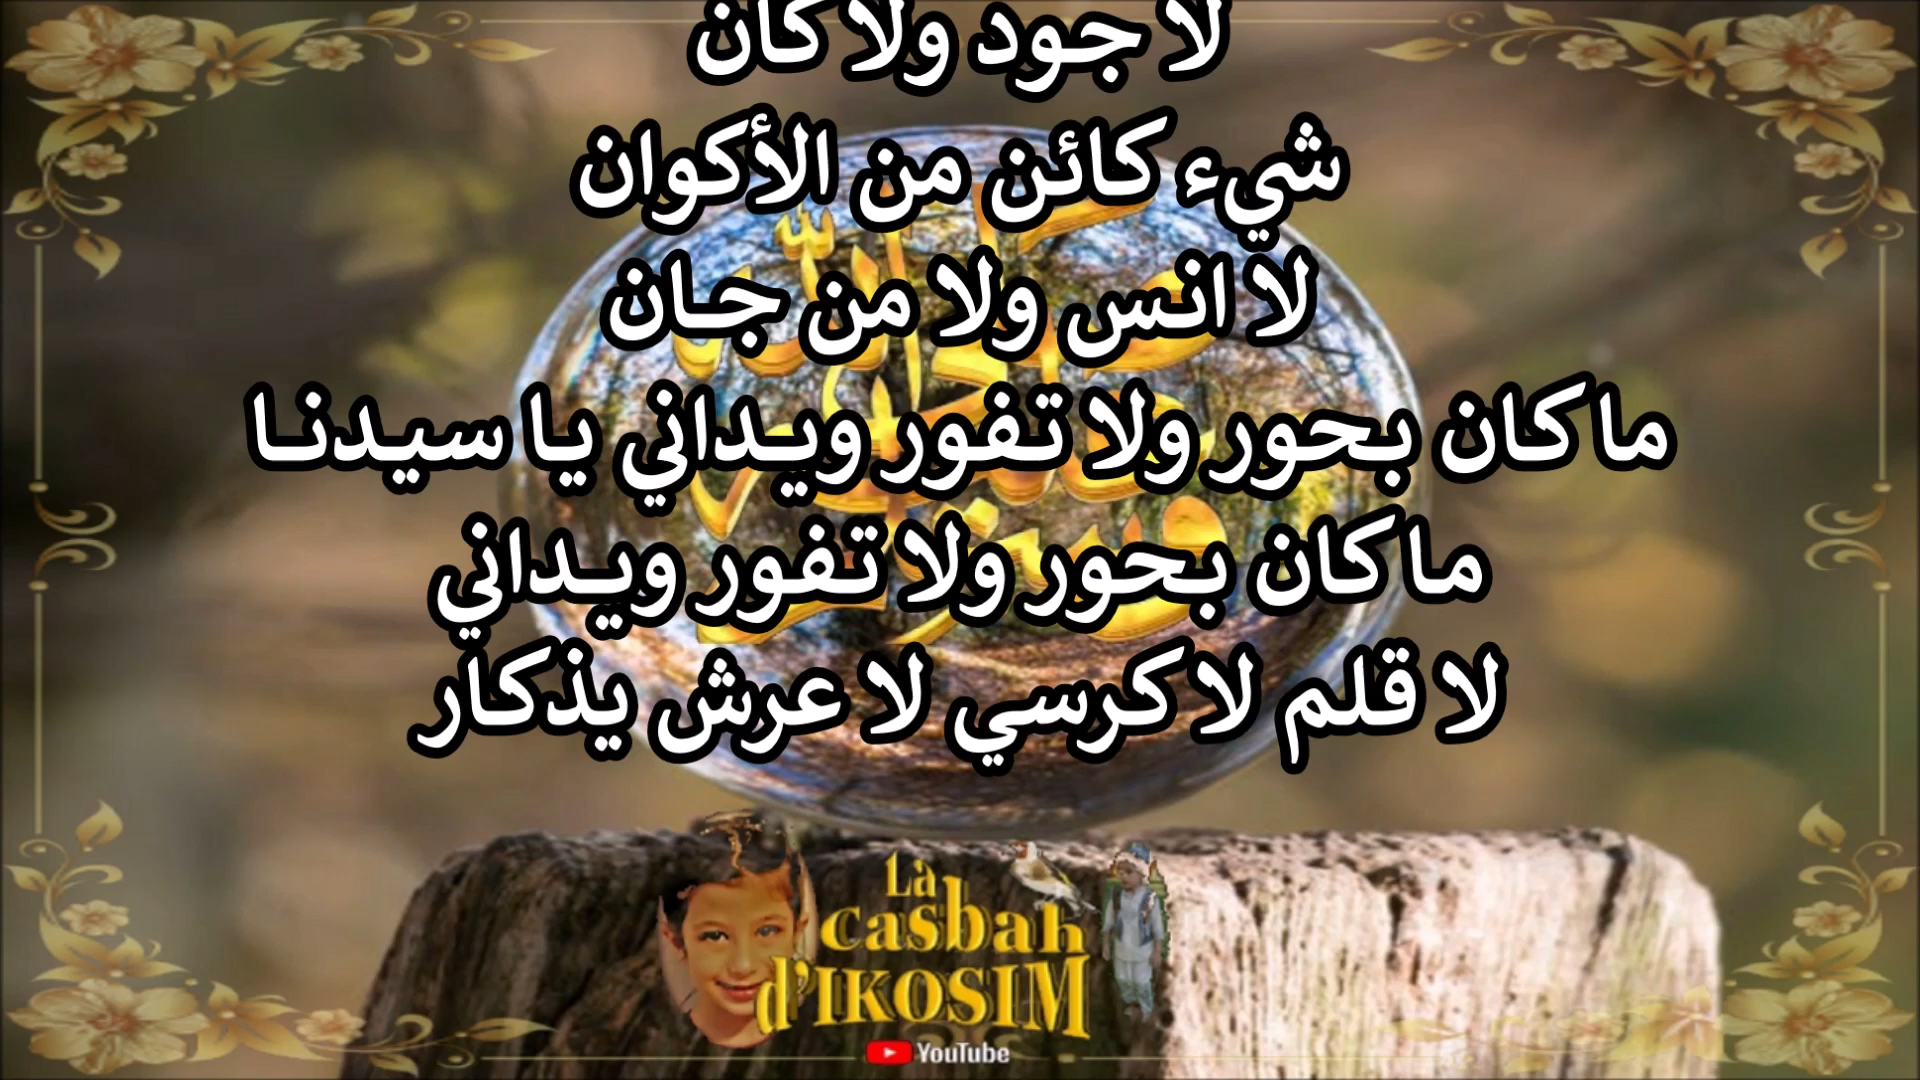 لا جود ولا كان
شيء كائن من الأكوان
لا انس ولا من جان
ما كان بحور ولا تفور ويداني يا سيدنا
ما كان بحور ولا تفور ويداني
لا قلم لا كرسي لا عرش يذكار
La
casbah
d'IKOSIM
YouTube